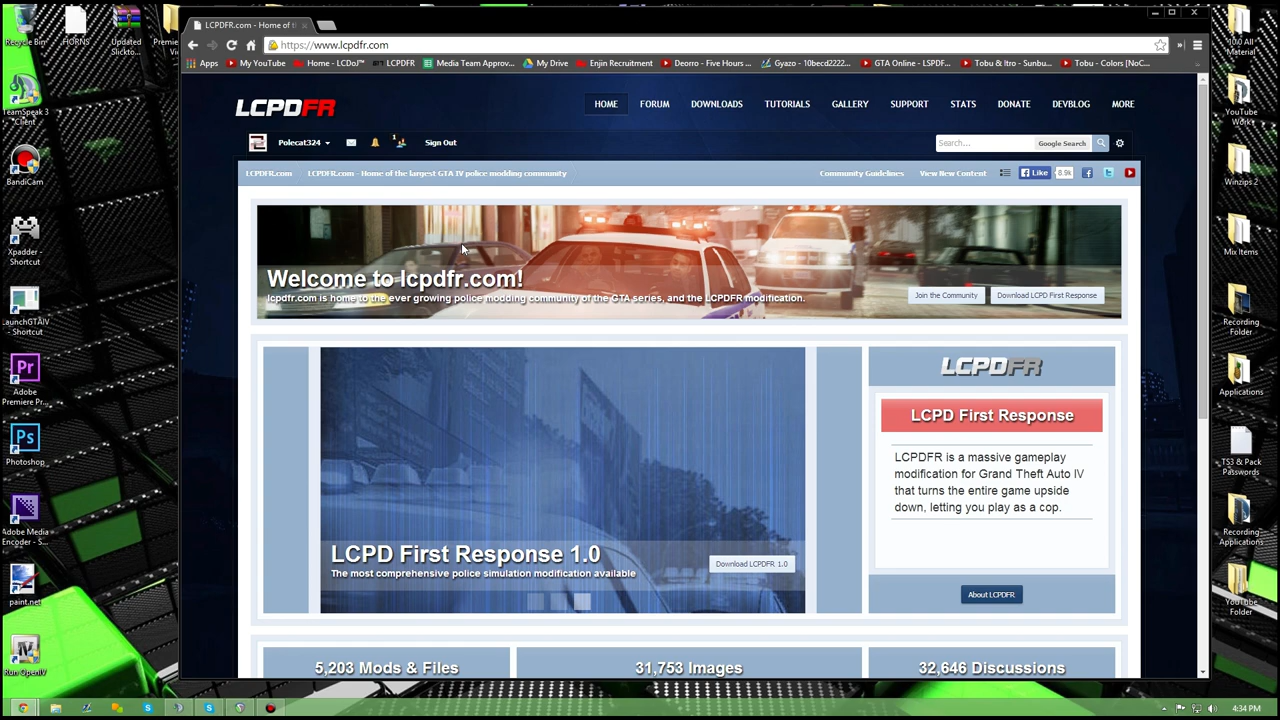 Recycle Bin
HORNS
Updated
Slickto...
Premie
TeamSpeak 3
Client
BandiCam
Xpadder -
Shortcut
LaunchGTAIV
- Shortcut
Adobe
Premiere Pr...
Photoshop
Adobe Media
Encoder - S...
paint.net
Run OpenIV
LCPDFR.com - Home of t
https://www.lcpdfr.com
Apps
My YouTube
Home - LCDoJ™
LCPDFR
Media Team Approv...
My Drive
Enjin Recruitment
Deorro - Five Hours ...
Gyazo - 10becd2222...
GTA Online - LSPDF...
Tobu & Itro - Sunbu...
Tobu - Colors [NoC...
LCPDFR
HOME
FORUM
DOWNLOADS
TUTORIALS
GALLERY
SUPPORT
STATS
DONATE
DEVBLOG
MORE
Polecat324
1
Sign Out
Search...
Google Search
LCPDFR.com
LCPDFR.com - Home of the largest GTA IV police modding community
Community Guidelines
View New Content
Like
8.9k
Welcome to lcpdfr.com!
lcpdfr.com is home to the ever growing police modding community of the GTA series, and the LCPDFR modification.
Join the Community
Download LCPD First Response
LCPD First Response 1.0
The most comprehensive police simulation modification available
Download LCPDFR 1.0
LCPDFR
LCPD First Response
LCPDFR is a massive gameplay
modification for Grand Theft Auto IV
that turns the entire game upside
down, letting you play as a cop.
About LCPDFR
5,203 Mods & Files
31,753 Images
32,646 Discussions
Material
YouTube
Work
Winzips 2
Mix Items
Recording
Folder
Applications
TS3 & Pack
Passwords
Recording
Applications
YouTube
Folder
4:34 PM